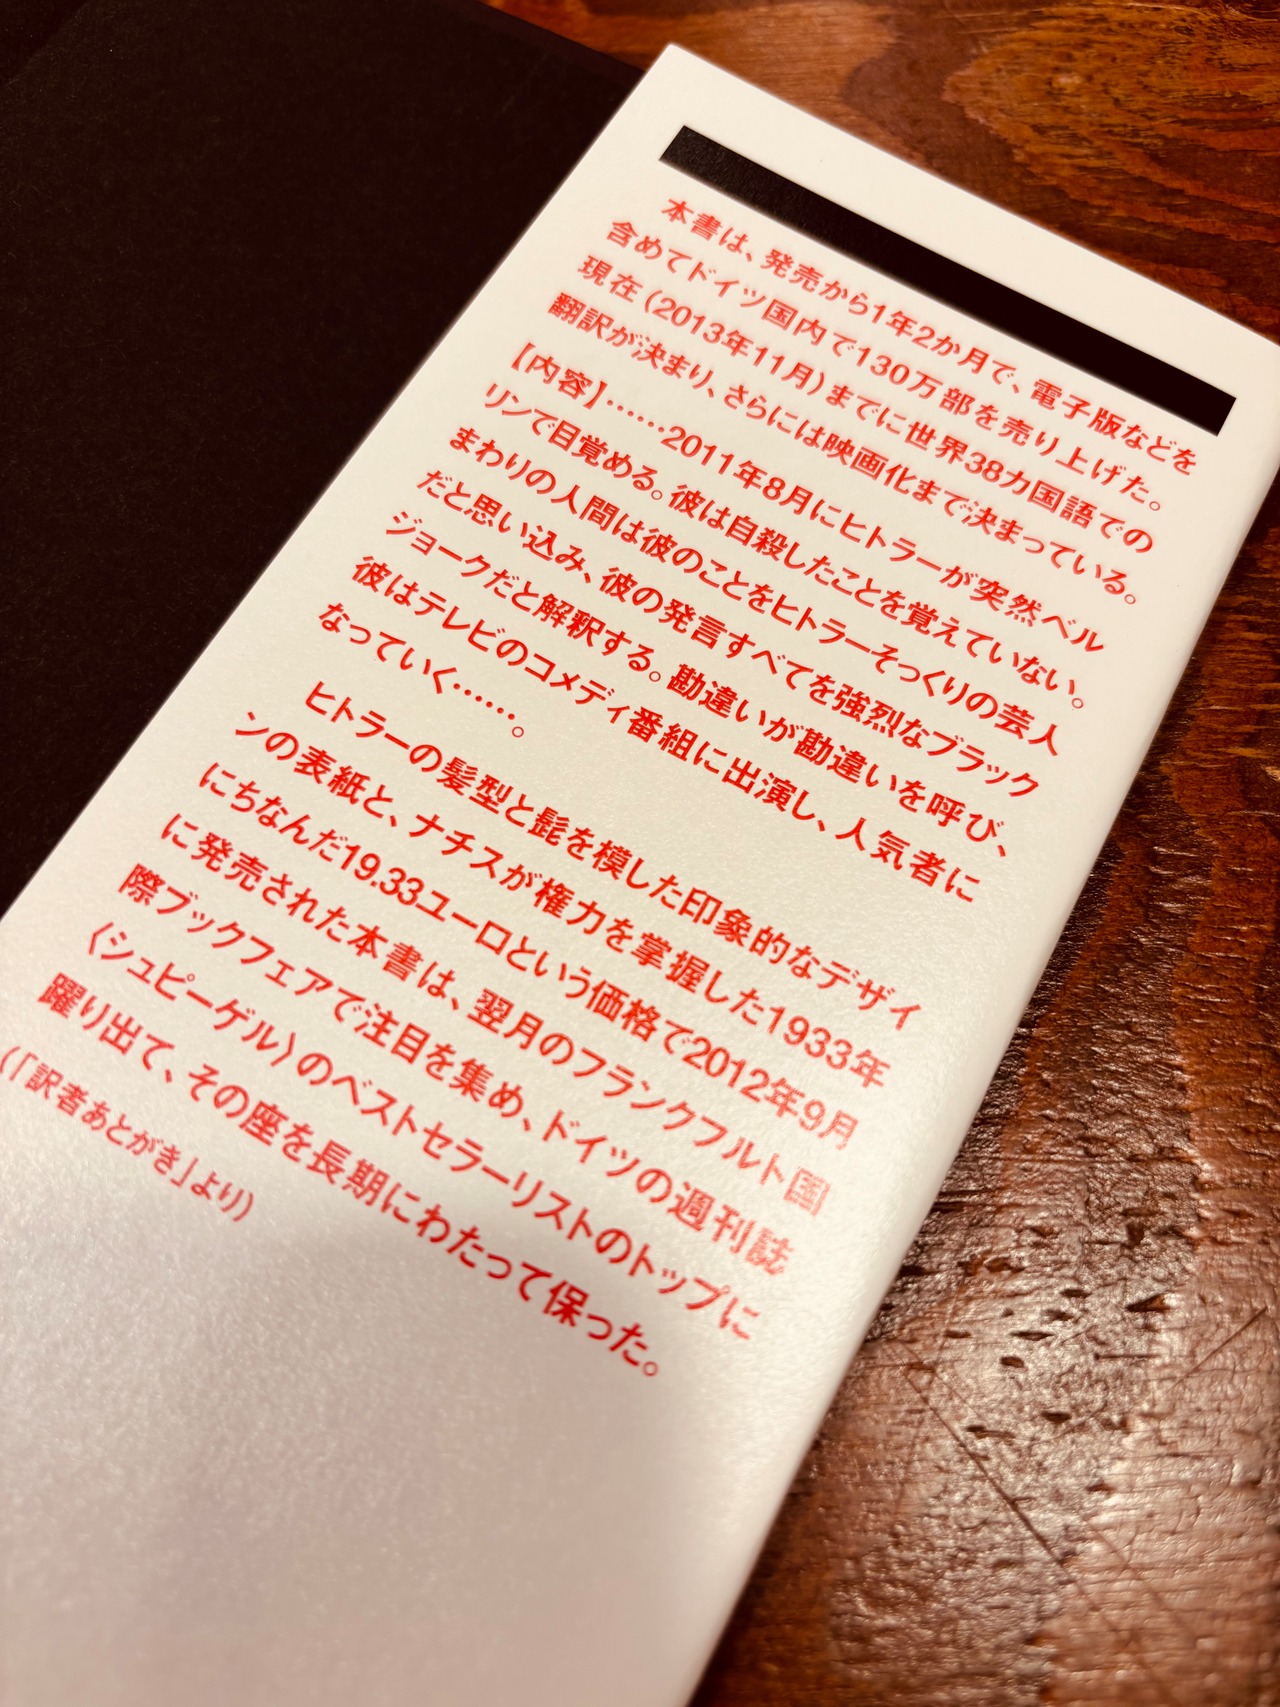 本書は、発売から1年2か月で、電子版などを
含めてドイツ国内で130万部を売り上げた。
現在(2013年11月)までに世界38カ国語での
翻訳が決まり、さらには映画化まで決まっている。
【内容】……2011年8月にヒトラーが突然ベル
リンで目覚める。彼は自殺したことを覚えていない。
まわりの人間は彼のことをヒトラーそっくりの芸人
だと思い込み、彼の発言すべてを強烈なブラック
ジョークだと解釈する。勘違いが勘違いを呼び、
彼はテレビのコメディ番組に出演し、人気者に
なっていく……。
ヒトラーの髪型と髭を模した印象的なデザイ
ンの表紙と、ナチスが権力を掌握した1933年
にちなんだ19.33ユーロという価格で2012年9月
に発売された本書は、翌月のフランクフルト国
際ブックフェアで注目を集め、ドイツの週刊誌
〈シュピーゲル〉のベストセラーリストのトップに
躍り出て、その座を長期にわたって保った。
(「訳者あとがき」より)